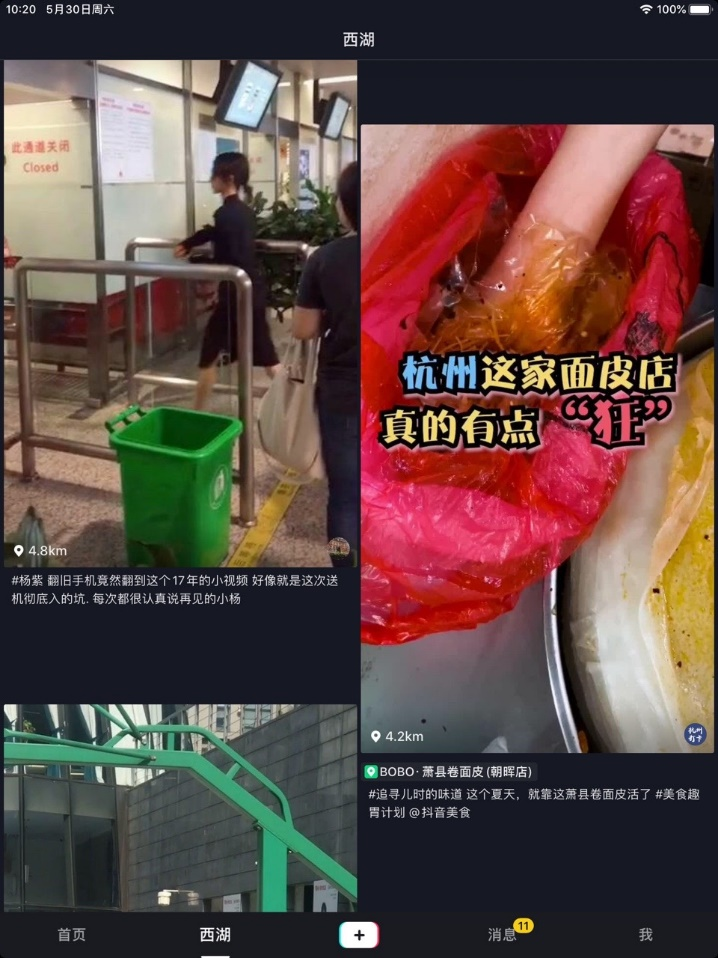 10:20 5月30日周六
100%
西湖
此通道关闭
Closed
4.8km
#杨紫 翻旧手机竟然翻到这个17年的小视频 好像就是这次送
机彻底入的坑. 每次都很认真说再见的小杨
杭州这家面皮店
真的有点“狂”
4.2km
杭州
BOBO·萧县卷面皮(朝晖店)
#追寻儿时的味道 这个夏天，就靠这萧县卷面皮活了 #美食趣
胃计划 @抖音美食
首页
西湖
消息
11
我